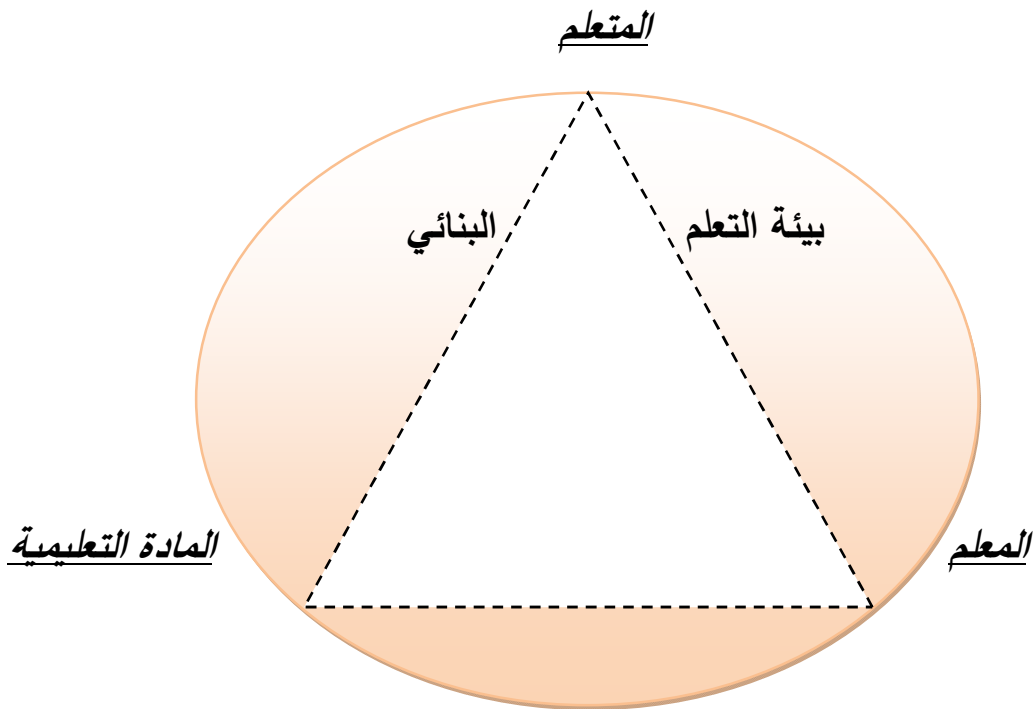 المتعلم
بيئة التعلم
البنائي
المعلم
المادة التعليمية